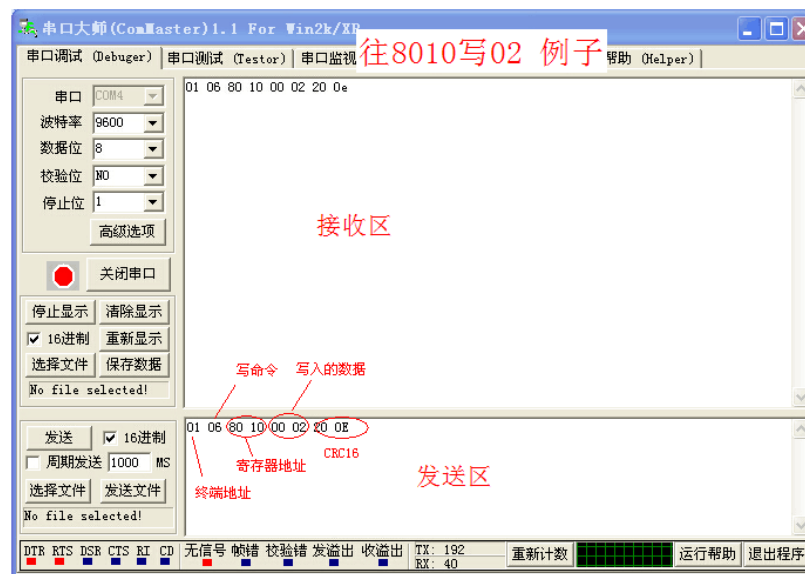 串口大师(ComMaster)1.1 For Win2k/XP
往8010写02 例子
串口调试 (Debuger)
串口测试 (Testor)
串口监视
帮助 (Helper)
串口 COM4
波特率 9600
数据位 8
校验位 NO
停止位 1
高级选项
关闭串口
停止显示 清除显示
16进制 重新显示
选择文件 保存数据
No file selected!
01 06 80 10 00 02 20 0e
接收区
写命令 写入的数据
发送 16进制
周期发送 1000 MS
选择文件 发送文件
No file selected!
01 06 80 10 00 02 20 0E
寄存器地址 CRC16
终端地址
发送区
DTR RTS DSR CTS RI CD 无信号 帧错 校验错 发溢出 收溢出 TX: 192
RX: 40
重新计数 运行帮助 退出程序